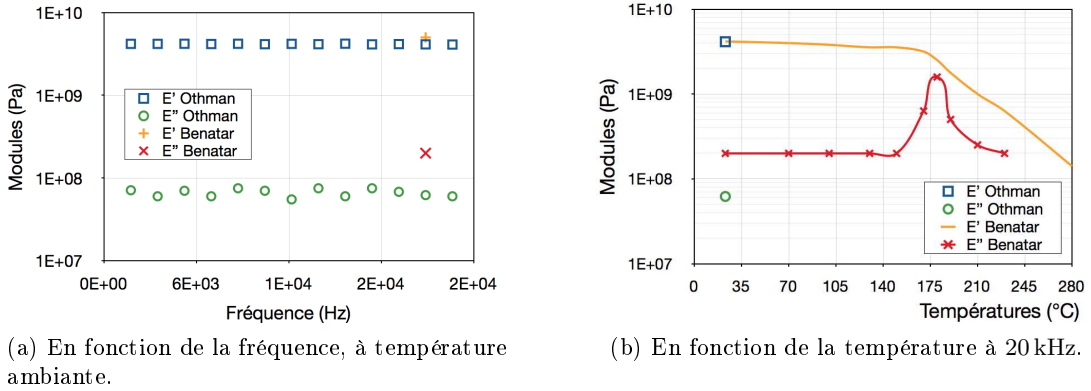 1E+10
1E+09
1E+08
1E+07
Modules (Pa)
E' Othman
E" Othman
E' Benatar
E" Benatar
0E+00 6E+03 1E+04 2E+04 2E+04
Fréquence (Hz)
(a) En fonction de la fréquence, à température
ambiante.
1E+10
1E+09
1E+08
1E+07
Modules (Pa)
E' Othman
E" Othman
E' Benatar
E" Benatar
0 35 70 105 140 175 210 245 280
Températures (°C)
(b) En fonction de la température à 20 kHz.